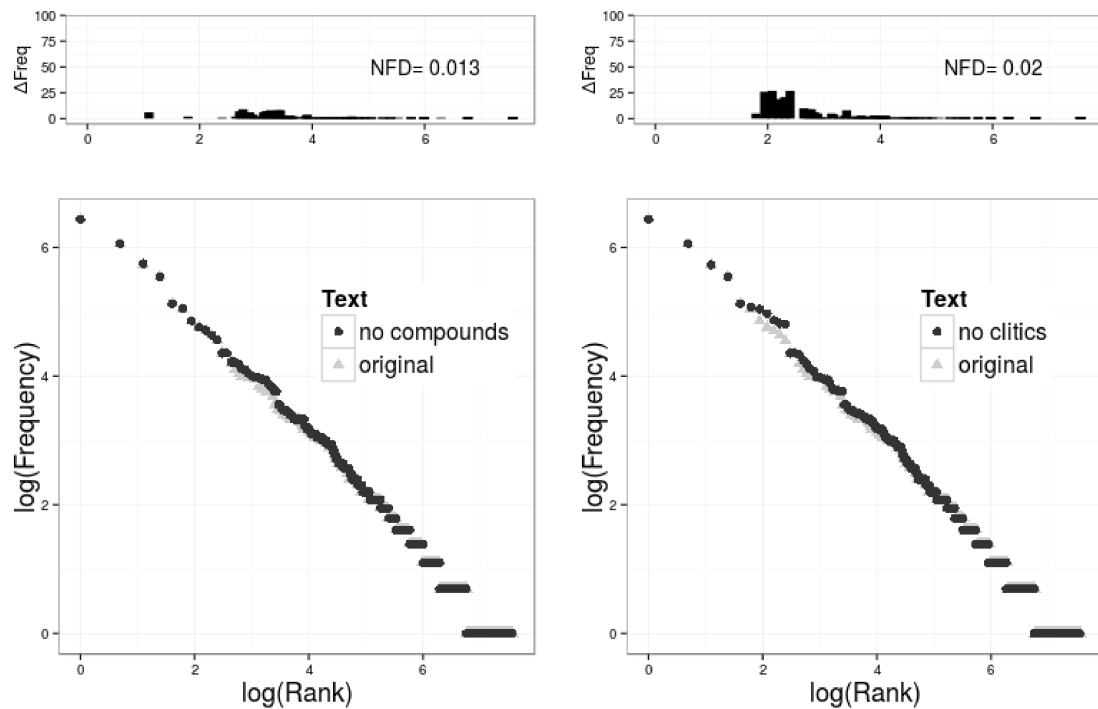 100
75
50
25
0
ΔFreq
NFD= 0.013
0 2 4 6
100
75
50
25
0
ΔFreq
NFD= 0.02
0 2 4 6
6
4
2
0
log(Frequency)
Text
no compounds
original
0 2 4 6
log(Rank)
6
4
2
0
log(Frequency)
Text
no clitics
original
0 2 4 6
log(Rank)